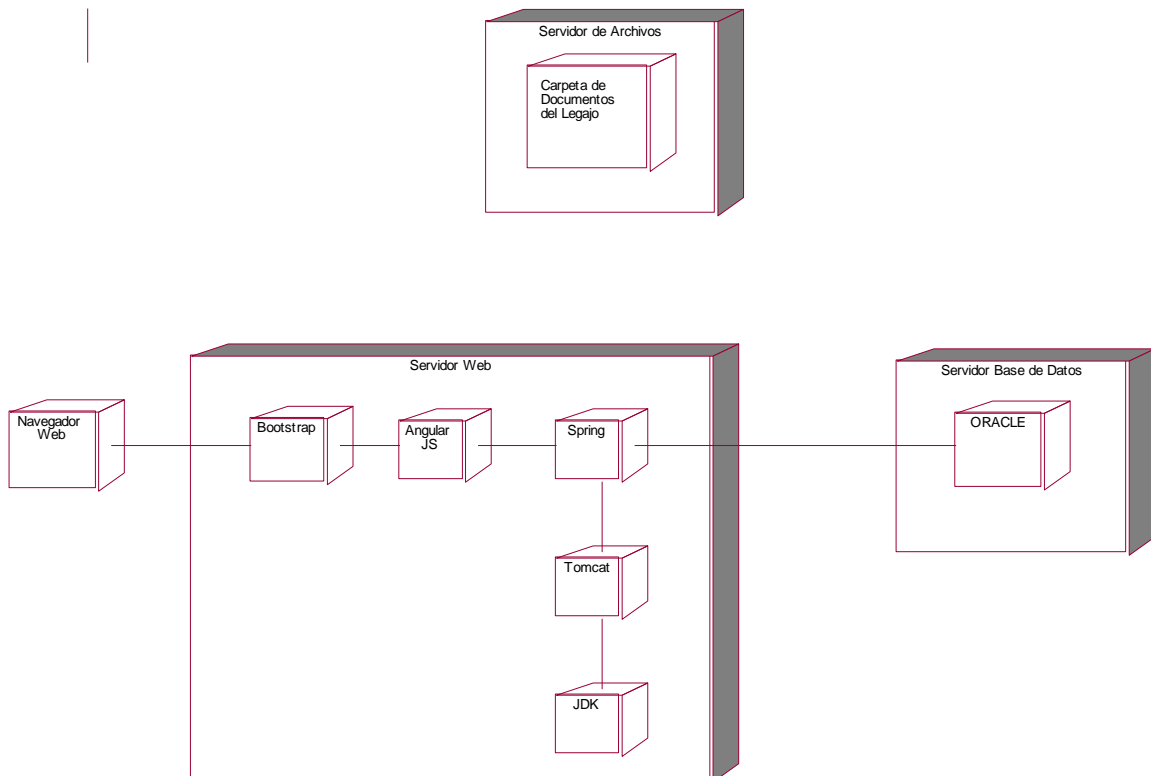 Servidor de Archivos
Carpeta de
Documentos
del Legajo
Servidor Web
Servidor Base de Datos
Navegador
Web
Bootstrap
Angular
JS
Spring
ORACLE
Tomcat
JDK